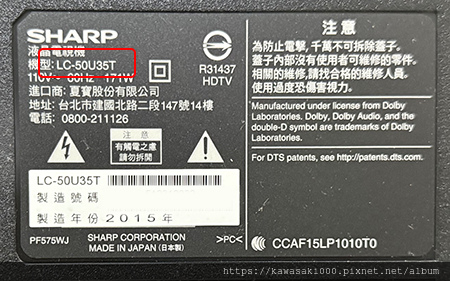 SHARP
液晶電視機
機型: LC-50U35T
110V~ 60Hz 171W
進口商: 夏寶股份有限公司
地址: 台北市建國北路二段147號14樓
電話: 0800-211126
R31437
HDTV
注意
有觸電之虞
請勿拆開
LC-50U35T
製造號碼
製造年份2015年
PF575WJ
SHARP CORPORATION
MADE IN JAPAN (日本製)
>PC<
注意
為防止電擊，千萬不可拆除蓋子。
蓋子內部沒有使用者可修的零件。
相關的維修，請找合格的維修人員。
使用過度恐傷害視力。
Manufactured under license from Dolby
Laboratories. Dolby, Dolby Audio, and the
double-D symbol are trademarks of Dolby
Laboratories.
For DTS patents, see http://patents.dts.com.
CCAF15LP1010T0
https://kawasaki1000.pixnet.net/album